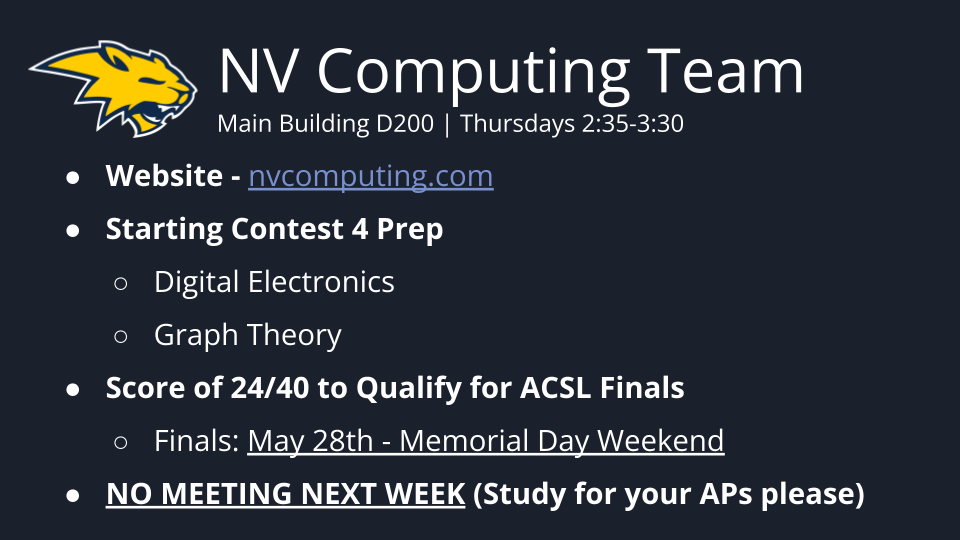 NV Computing Team
Main Building D200 | Thursdays 2:35-3:30
● Website - nvcomputing.com
● Starting Contest 4 Prep
○ Digital Electronics
○ Graph Theory
● Score of 24/40 to Qualify for ACSL Finals
○ Finals: May 28th - Memorial Day Weekend
● NO MEETING NEXT WEEK (Study for your APs please)